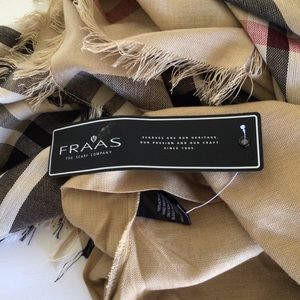 FRAAS
THE SCARF COMPANY
SCARVES ARE OUR HERITAGE,
OUR PASSION AND OUR CRAFT.
SINCE 1880.